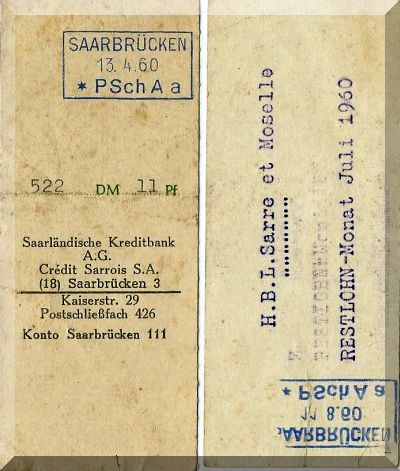 SAARBRÜCKEN
13.4.60
* PSchA a
522 DM 11 Pf
Saarländische Kreditbank
A.G.
Crédit Sarrois S.A.
(18) Saarbrücken 3
Kaiserstr. 29
Postschließfach 426
Konto Saarbrücken 111
H.B.L.Sarre et Moselle
RESTLOHN-Monat Juli 1960
* PSchA a
8.60
SAARBRÜCKEN